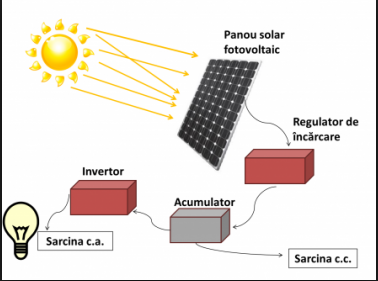 Panou solar
fotovoltaic
Regulator de
încărcare
Invertor
Acumulator
Sarcina c.a.
Sarcina c.c.